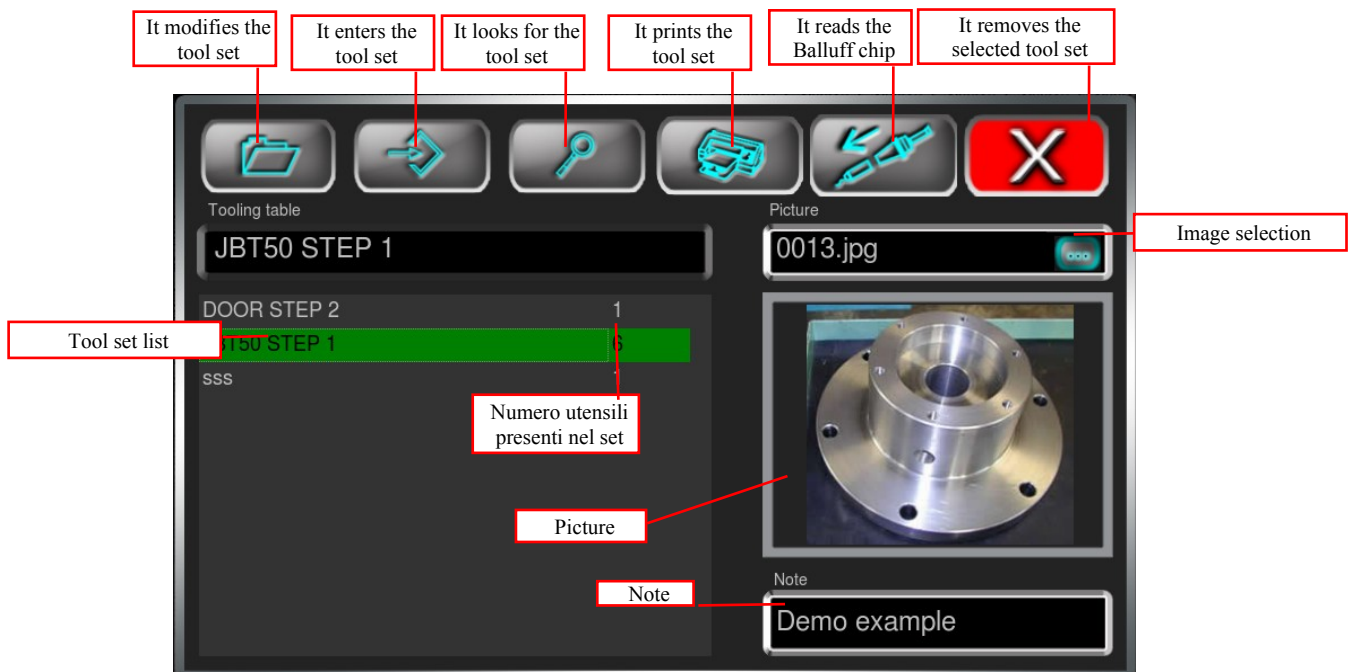 It modifies the
tool set
It enters the
tool set
It looks for the
tool set
It prints the
tool set
It reads the
Balluff chip
It removes the
selected tool set
Tooling table
Picture
JBT50 STEP 1
0013.jpg
Image selection
DOOR STEP 2 1
Tool set list
BT50 STEP 1 6
sss
Numero utensili
presenti nel set
Picture
Note
Note
Demo example